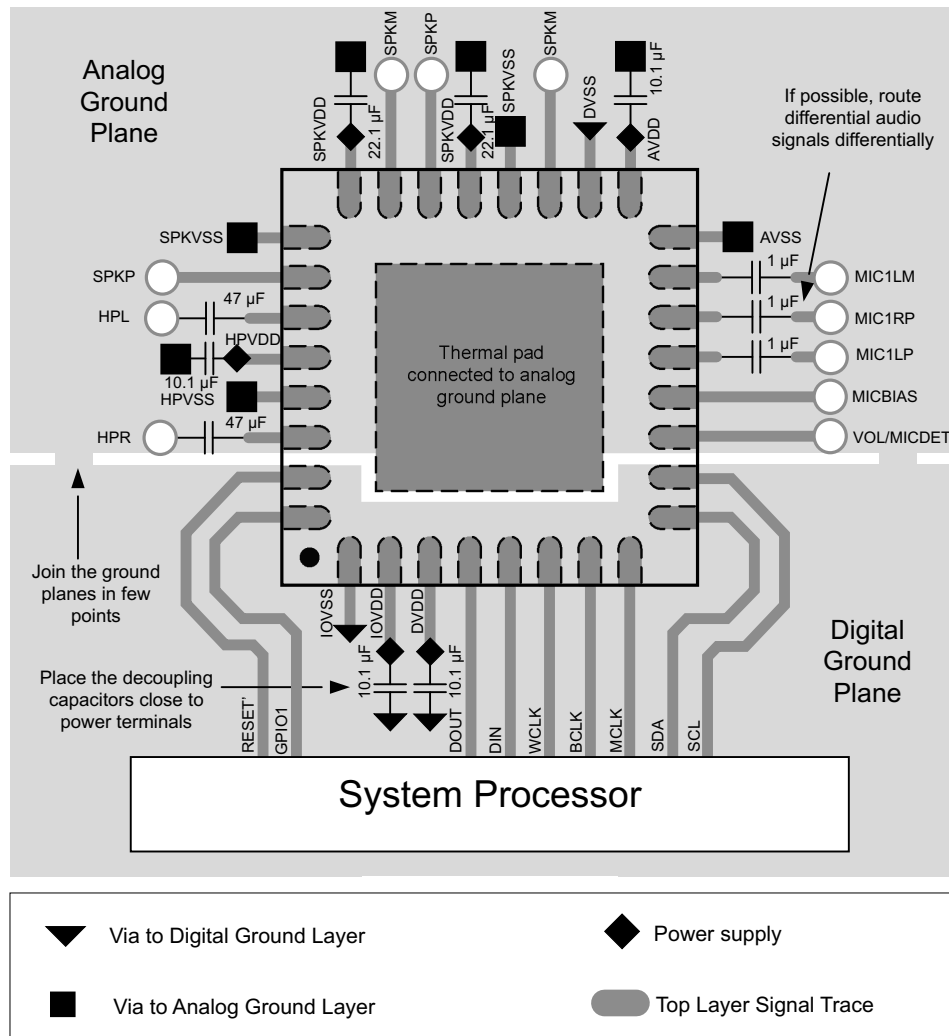 Analog
Ground
Plane
SPKVDD
22.1 µF
SPKM
SPKP
SPKVDD
22.1 µF
SPKVSS
SPKM
DVSS
10.1 µF
AVDD
If possible, route
differential audio
signals differentially
SPKVSS
SPKP
HPL
47 µF
HPVDD
10.1 µF
HPVSS
47 µF
HPR
Thermal pad
connected to analog
ground plane
AVSS
1 µF
MIC1LM
1 µF
MIC1RP
1 µF
MIC1LP
MICBIAS
VOL/MICDET
Join the ground
planes in few
points
Place the decoupling
capacitors close to
power terminals
IOVSS
IOVDD
10.1 µF
DVDD
10.1 µF
Digital
Ground
Plane
RESET'
GPIO1
DOUT
DIN
WCLK
BCLK
MCLK
SDA
SCL
System Processor
Via to Digital Ground Layer
Power supply
Via to Analog Ground Layer
Top Layer Signal Trace